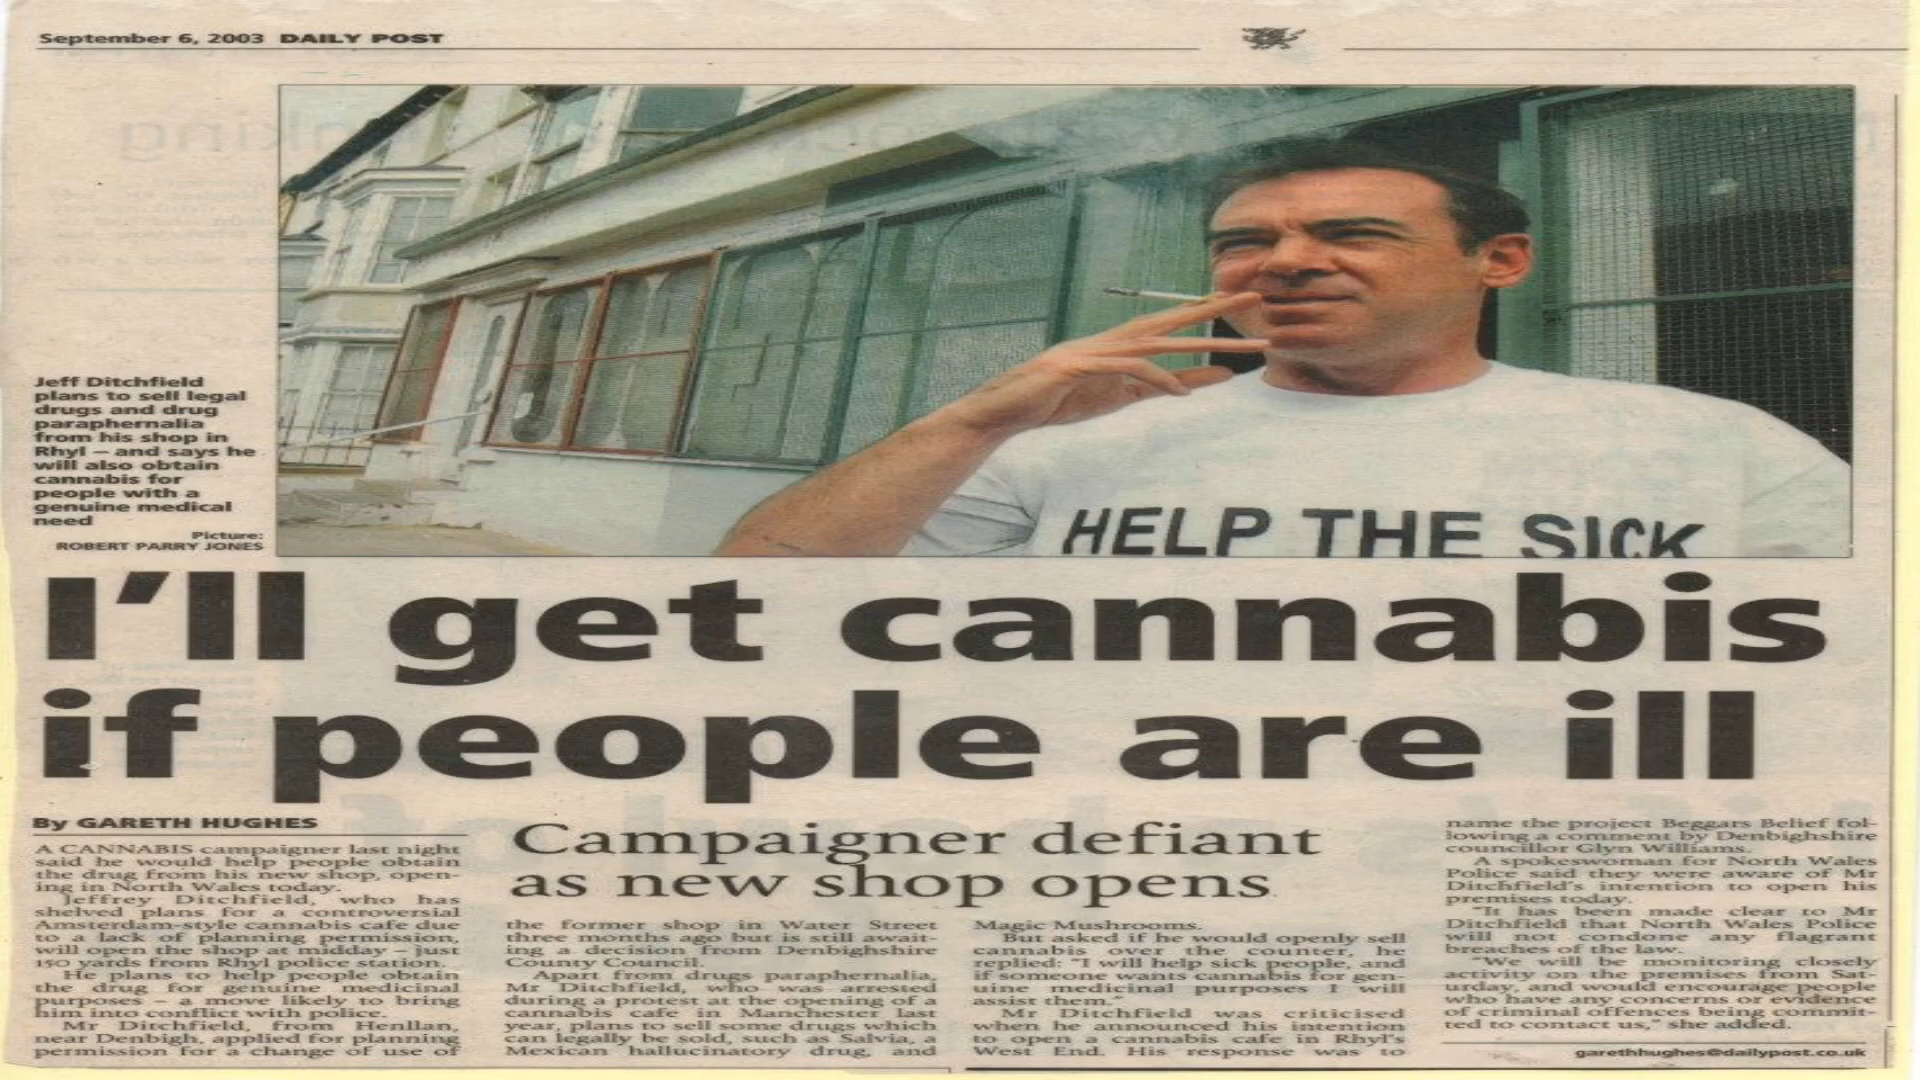 September 6, 2003 DAILY POST
Jeff Ditchfield
plans to sell legal
drugs and drug
paraphernalia
from his shop in
Rhyl – and says he
will also obtain
cannabis for
people with a
genuine medical
need
Picture:
ROBERT PARRY JONES
HELP THE SICK
I'll get cannabis
if people are ill
By GARETH HUGHES
Campaigner defiant
as new shop opens
A CANNABIS campaigner last night
said he would help people obtain
the drug from his new shop, open-
ing in North Wales today.
Jeffrey Ditchfield, who has
shelved plans for a controversial
Amsterdam-style cannabis cafe due
to a lack of planning permission,
will open the shop at midday – just
150 yards from Rhyl police station.
He plans to help people obtain
the drug for genuine medicinal
purposes – a move likely to bring
him into conflict with police.
Mr Ditchfield, from Henllan,
near Denbigh, applied for planning
permission for a change of use of
the former shop in Water Street
three months ago but is still await-
ing a decision from Denbighshire
County Council.
Apart from drugs paraphernalia,
Mr Ditchfield, who was arrested
during a protest at the opening of a
cannabis cafe in Manchester last
year, plans to sell some drugs which
can legally be sold, such as Salvia, a
Mexican hallucinatory drug, and
Magic Mushrooms.
But asked if he would openly sell
cannabis over the counter, he
replied: "I will help sick people, and
if someone wants cannabis for gen-
uine medicinal purposes I will
assist them."
Mr Ditchfield was criticised
when he announced his intention
to open a cannabis cafe in Rhyl's
West End. His response was to
name the project Beggars Belief fol-
lowing a comment by Denbighshire
councillor Glyn Williams.
A spokeswoman for North Wales
Police said they were aware of Mr
Ditchfield's intention to open his
premises today.
"It has been made clear to Mr
Ditchfield that North Wales Police
will not condone any flagrant
breaches of the law.
"We will be monitoring closely
activity on the premises from Sat-
urday, and would encourage people
who have any concerns or evidence
of criminal offences being commit-
ted to contact us," she added.
garethhughes@dailypost.co.uk